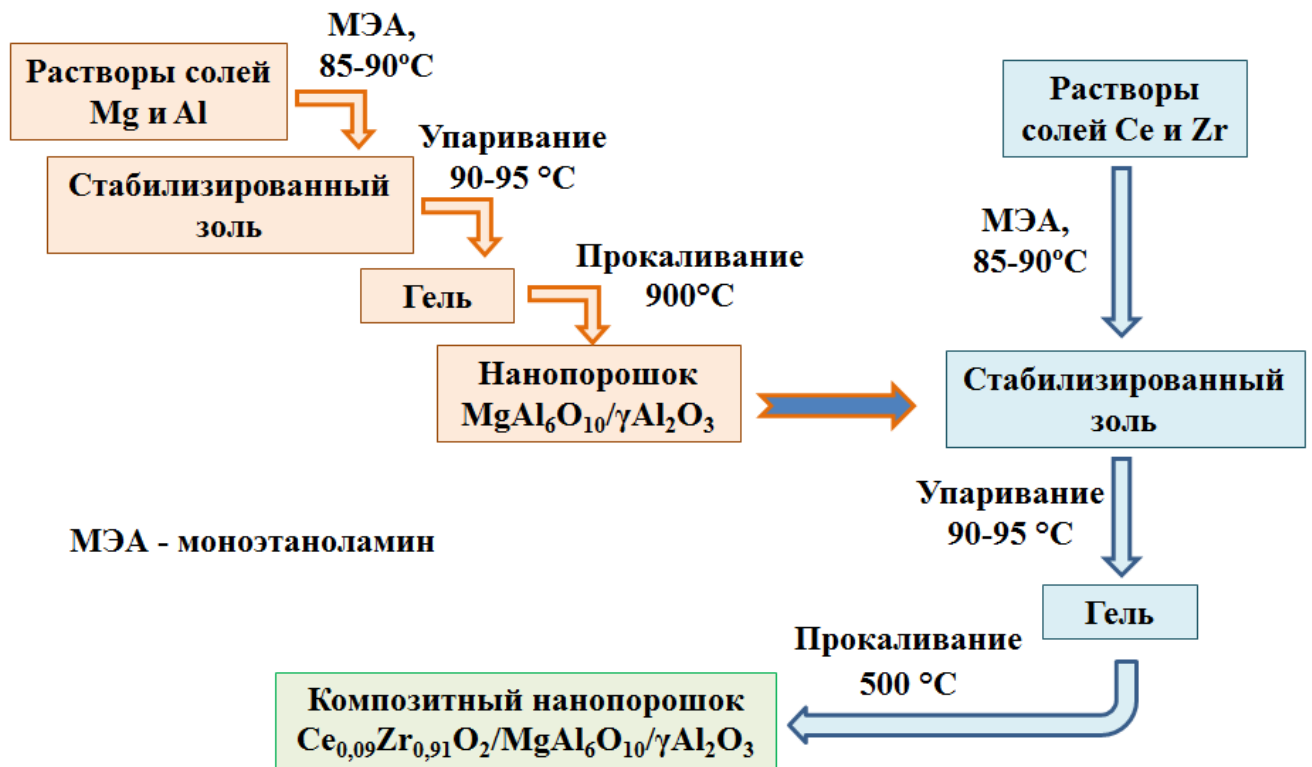 МЭА,
85-90ºС
Растворы солей
Mg и Al
Упаривание
90-95 °С
Стабилизированный
золь
Прокаливание
900°С
Гель
Нанопорошок
MgAl₆O₁₀/γAl₂O₃
Растворы
солей Ce и Zr
МЭА,
85-90ºС
Стабилизированный
золь
Упаривание
90-95 °С
МЭА - моноэтаноламин
Гель
Прокаливание
500 °С
Композитный нанопорошок
Ce₀,₀₉Zr₀,₉₁O₂/MgAl₆O₁₀/γAl₂O₃